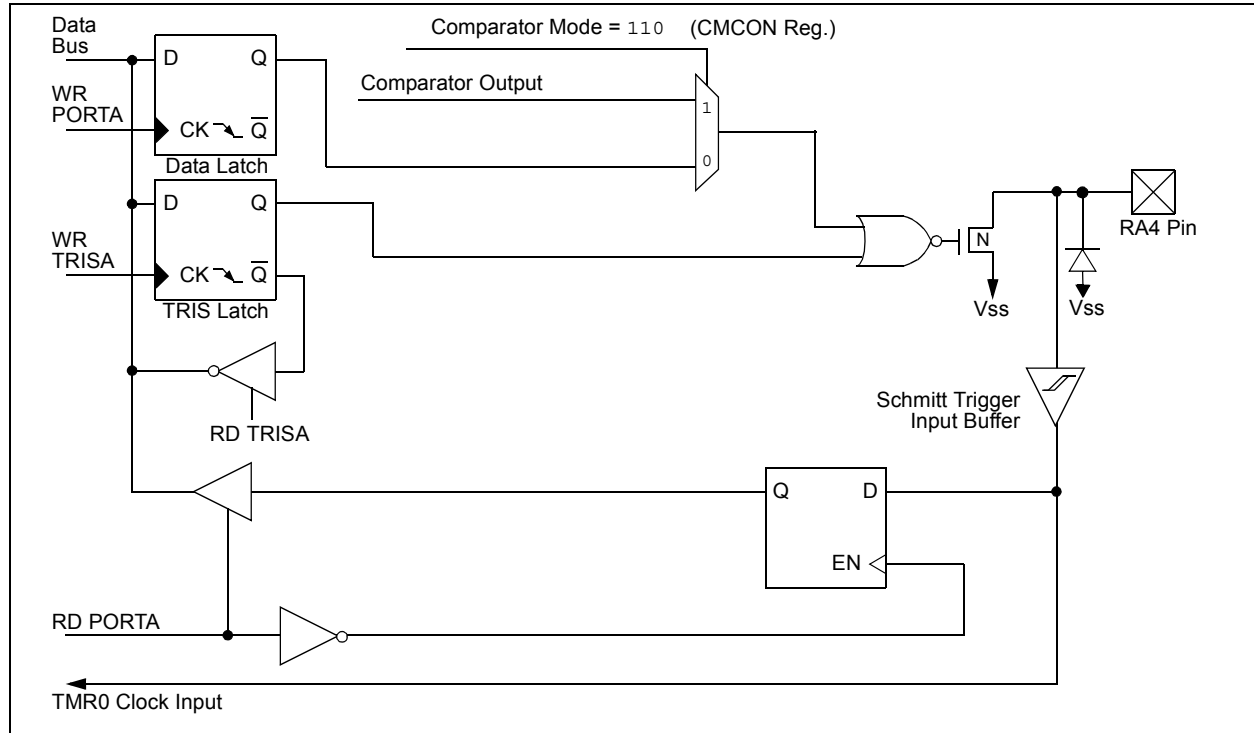 Data
Bus
Comparator Mode = 110 (CMCON Reg.)
D Q
Comparator Output
WR
PORTA
1
CK Q̅
0
Data Latch
D Q
RA4 Pin
WR
TRISA
N
CK Q̅
TRIS Latch
Vss
Vss
Schmitt Trigger
Input Buffer
RD TRISA
Q D
EN
RD PORTA
TMR0 Clock Input